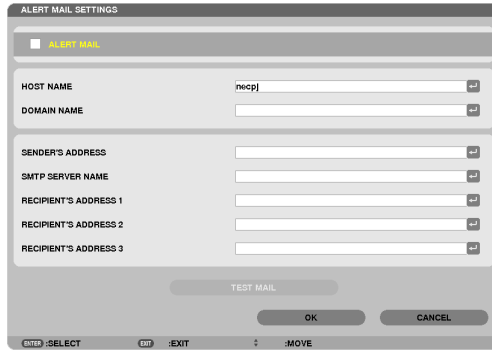 ALERT MAIL SETTINGS
ALERT MAIL
HOST NAME necpj
DOMAIN NAME
SENDER'S ADDRESS
SMTP SERVER NAME
RECIPIENT'S ADDRESS 1
RECIPIENT'S ADDRESS 2
RECIPIENT'S ADDRESS 3
TEST MAIL
OK CANCEL
ENTER :SELECT EXIT :EXIT :MOVE